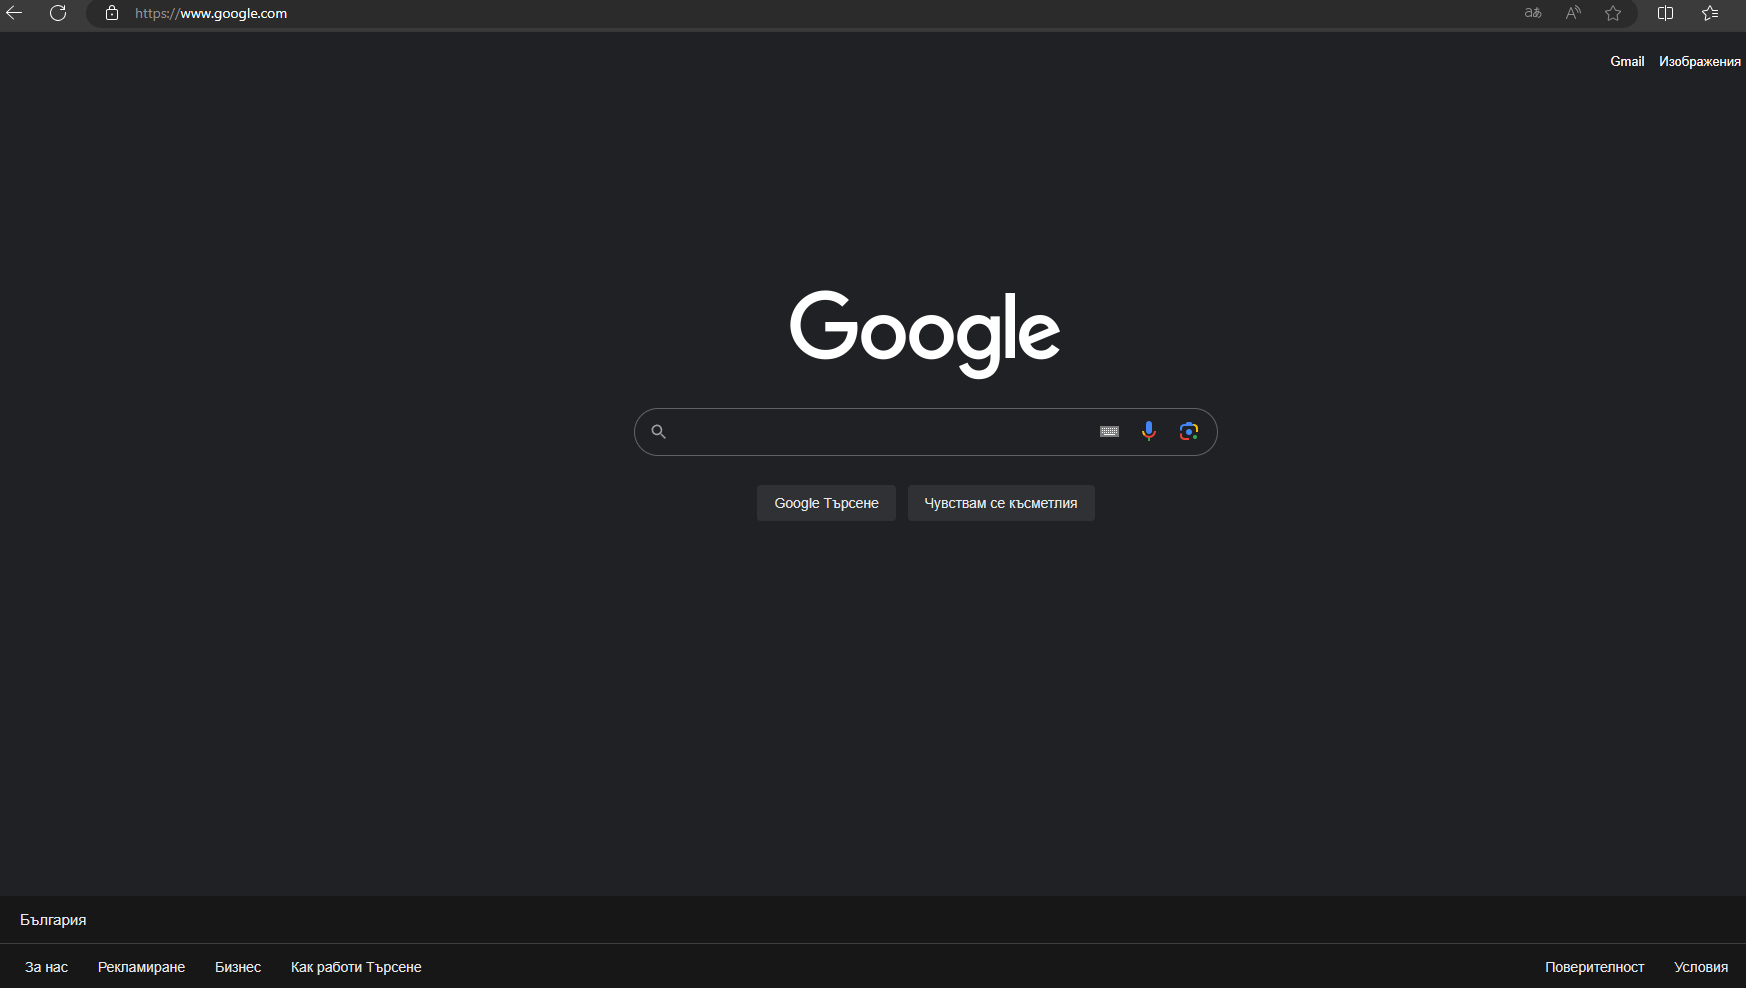 https://www.google.com
Gmail Изображения
Google
Google Търсене Чувствам се късметлия
България
За нас Рекламиране Бизнес Как работи Търсене Поверителност Условия